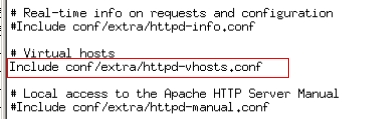 # Real-time info on requests and configuration
#Include conf/extra/httpd-info.conf
# Virtual hosts
Include conf/extra/httpd-vhosts.conf
# Local access to the Apache HTTP Server Manual
#Include conf/extra/httpd-manual.conf